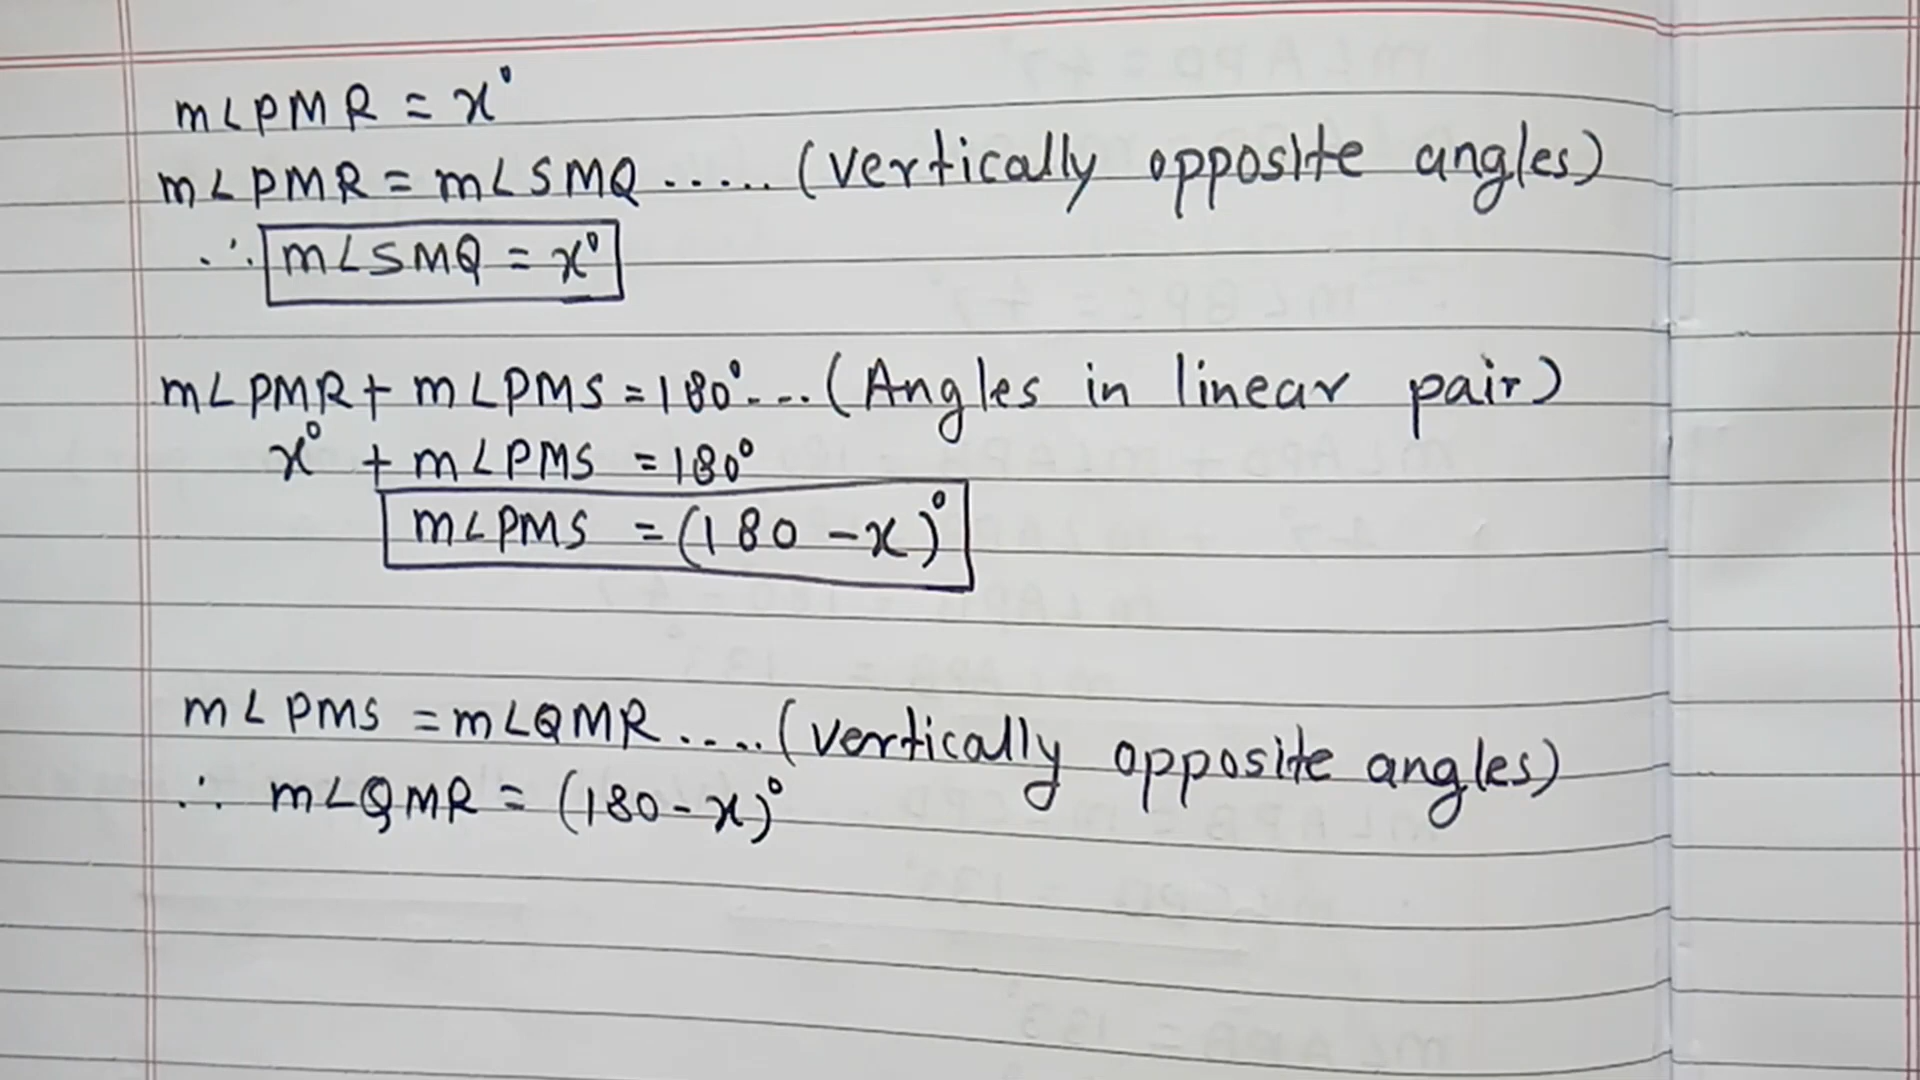 m∠PMR = x°
m∠PMR = m∠SMQ ..... (vertically opposite angles)
∴ m∠SMQ = x°
m∠PMR + m∠PMS = 180° ... (Angles in linear pair)
x° + m∠PMS = 180°
m∠PMS = (180 - x)°
m∠PMS = m∠QMR .... (vertically opposite angles)
∴ m∠QMR = (180 - x)°